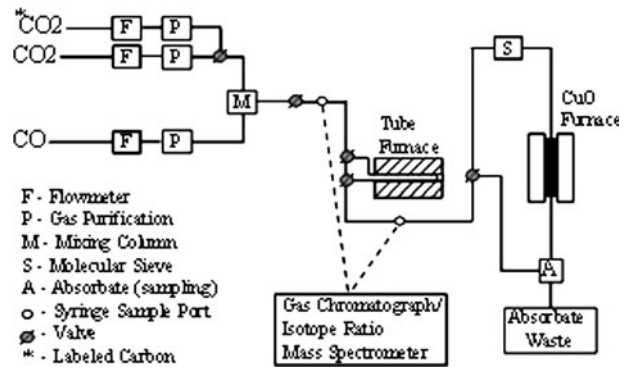 *CO2
F
P
CO2
F
P
M
S
CuO
Furnace
Tube
Furnace
CO
F
P
A
F - Flowmeter
P - Gas Purification
M - Mixing Column
S - Molecular Sieve
A - Absorbate (sampling)
o - Syringe Sample Port
- Valve
* - Labeled Carbon
Gas Chromatograph/
Isotope Ratio
Mass Spectrometer
Absorbate
Waste